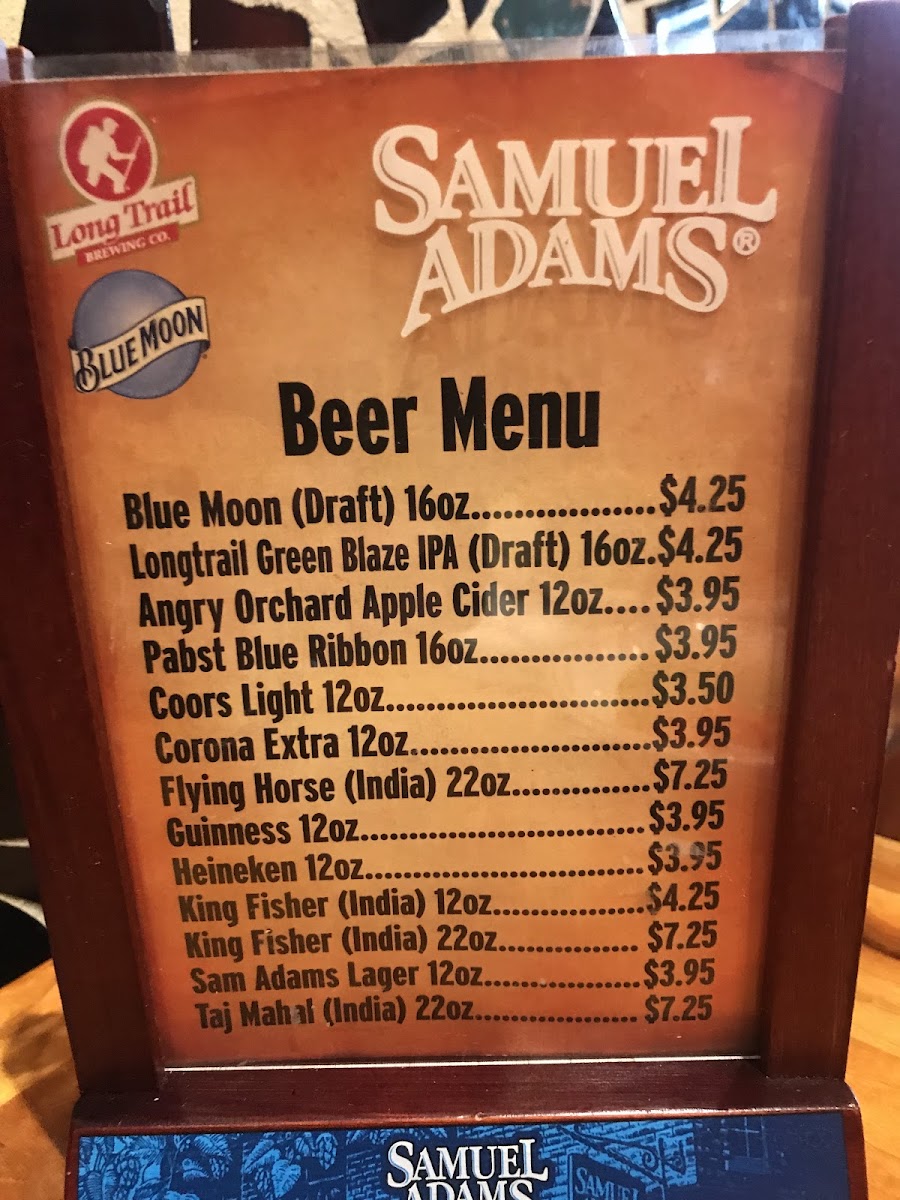 Long Trail
BREWING CO.
SAMUEL
ADAMS®
BLUE MOON
Beer Menu
Blue Moon (Draft) 16oz..................$4.25
Longtrail Green Blaze IPA (Draft) 16oz.$4.25
Angry Orchard Apple Cider 12oz....$3.95
Pabst Blue Ribbon 16oz................$3.95
Coors Light 12oz..........................$3.50
Corona Extra 12oz........................$3.95
Flying Horse (India) 22oz..............$7.25
Guinness 12oz.............................$3.95
Heineken 12oz.............................$3.95
King Fisher (India) 12oz................$4.25
King Fisher (India) 22oz............... $7.25
Sam Adams Lager 12oz................$3.95
Taj Mahal (India) 22oz................. $7.25
SAMUEL
ADAMS
SAMUEL